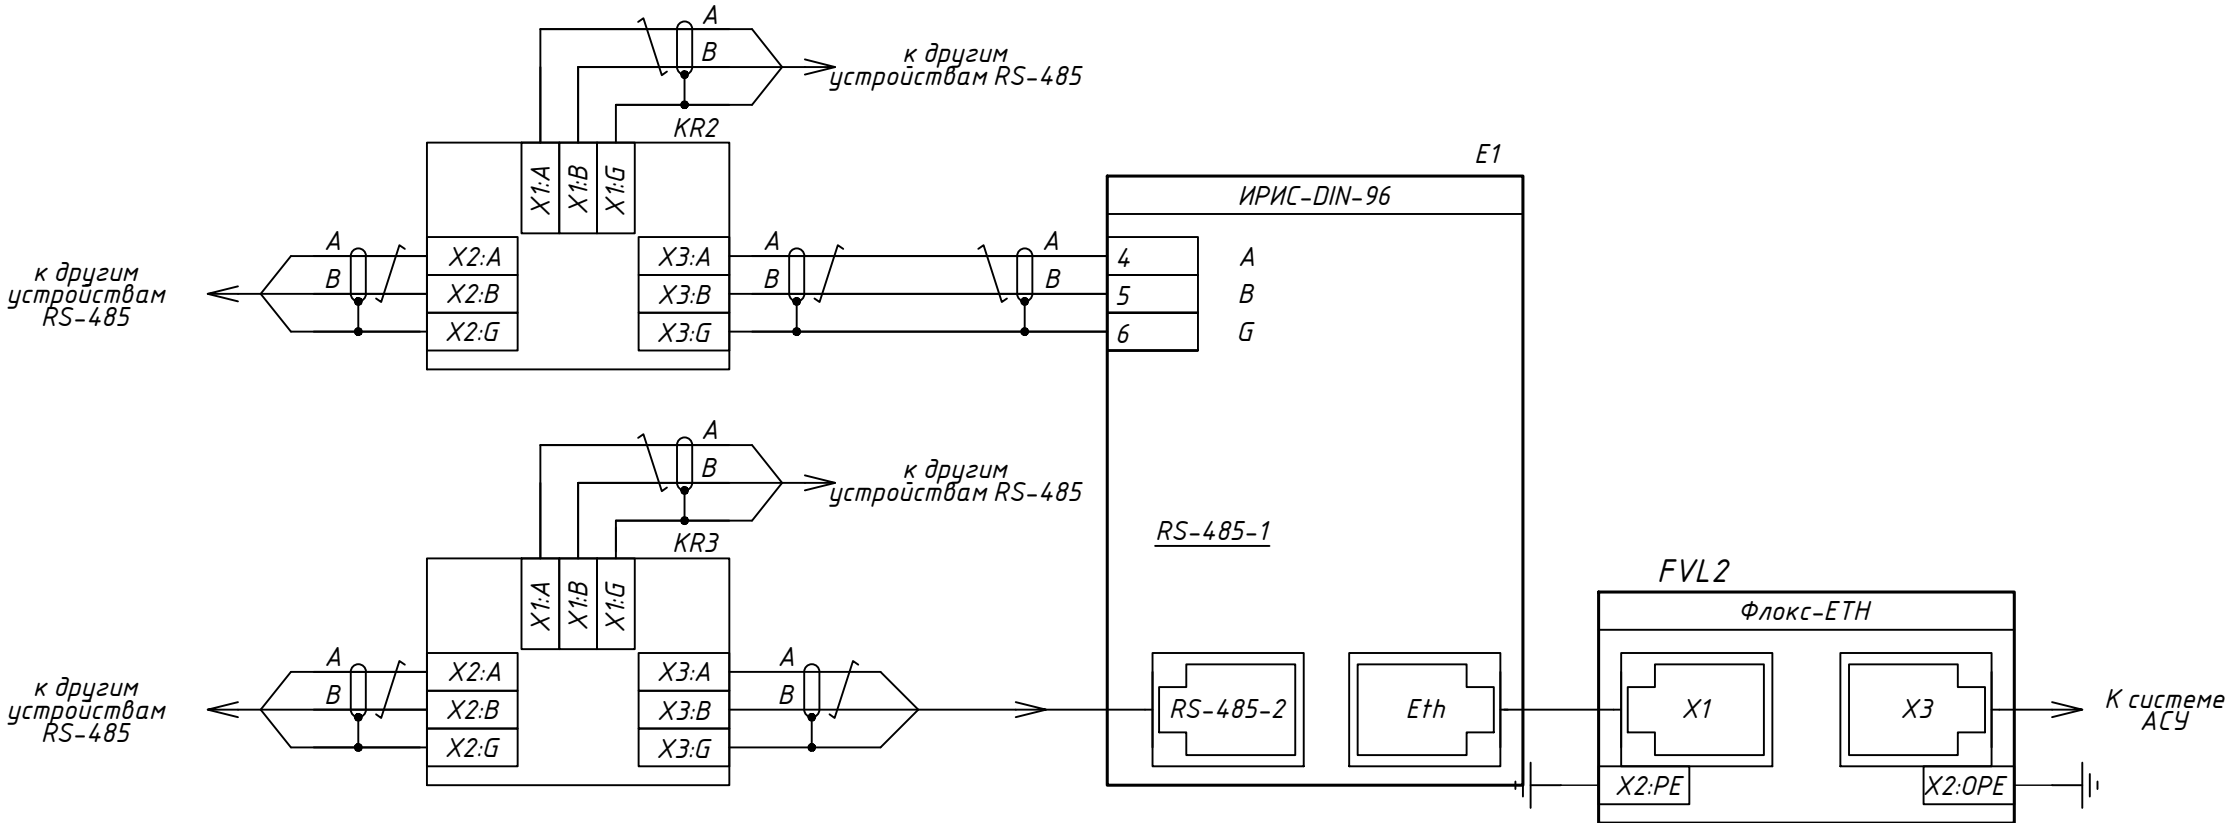 A
B
к другим
устройствам RS-485
KR2
X1:A
X1:B
X1:G
E1
ИРИС-DIN-96
A
B
к другим
устройствам
RS-485
X2:A
X2:B
X2:G
X3:A
X3:B
X3:G
A
B
A
B
4
5
6
A
B
G
A
B
к другим
устройствам RS-485
KR3
X1:A
X1:B
X1:G
RS-485-1
FVL2
Флокс-ETH
A
B
к другим
устройствам
RS-485
X2:A
X2:B
X2:G
X3:A
X3:B
X3:G
A
B
RS-485-2
Eth
X1
X3
К системе
АСУ
X2:PE
X2:OPE